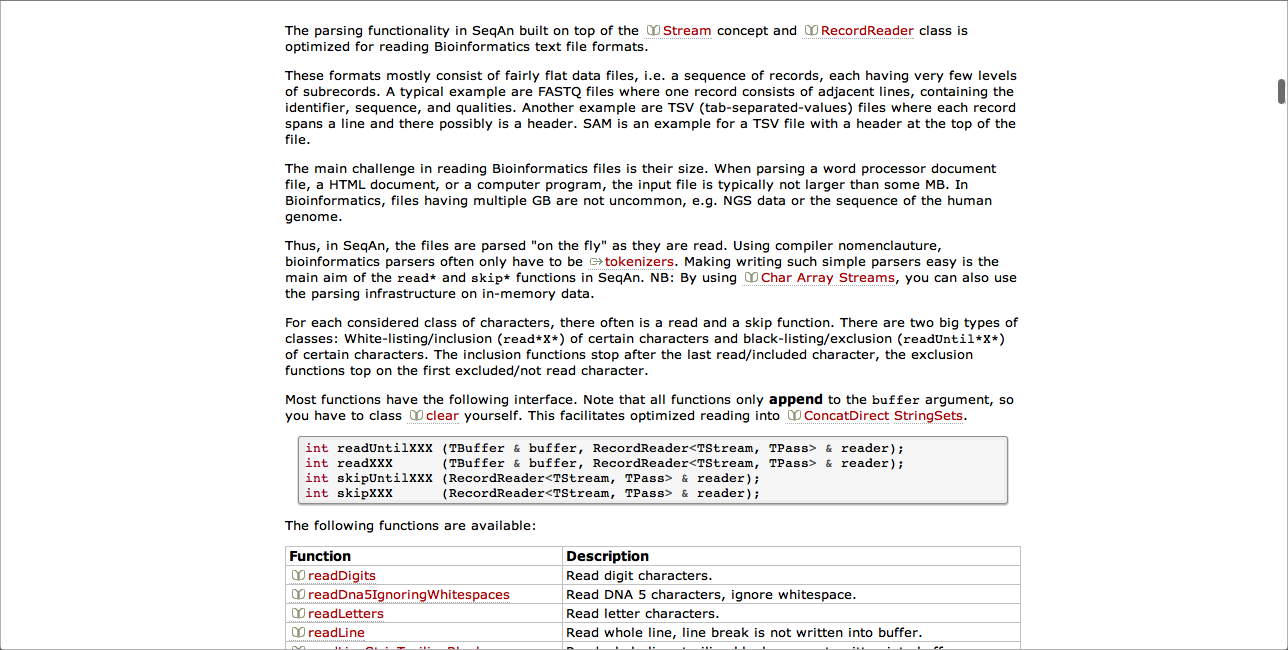 The parsing functionality in SeqAn built on top of the Stream concept and RecordReader class is
optimized for reading Bioinformatics text file formats.
These formats mostly consist of fairly flat data files, i.e. a sequence of records, each having very few levels
of subrecords. A typical example are FASTQ files where one record consists of adjacent lines, containing the
identifier, sequence, and qualities. Another example are TSV (tab-separated-values) files where each record
spans a line and there possibly is a header. SAM is an example for a TSV file with a header at the top of the
file.
The main challenge in reading Bioinformatics files is their size. When parsing a word processor document
file, a HTML document, or a computer program, the input file is typically not larger than some MB. In
Bioinformatics, files having multiple GB are not uncommon, e.g. NGS data or the sequence of the human
genome.
Thus, in SeqAn, the files are parsed "on the fly" as they are read. Using compiler nomenclauture,
bioinformatics parsers often only have to be tokenizers. Making writing such simple parsers easy is the
main aim of the read* and skip* functions in SeqAn. NB: By using Char Array Streams, you can also use
the parsing infrastructure on in-memory data.
For each considered class of characters, there often is a read and a skip function. There are two big types of
classes: White-listing/inclusion (read*X*) of certain characters and black-listing/exclusion (readUntil*X*)
of certain characters. The inclusion functions stop after the last read/included character, the exclusion
functions top on the first excluded/not read character.
Most functions have the following interface. Note that all functions only append to the buffer argument, so
you have to class clear yourself. This facilitates optimized reading into ConcatDirect StringSets.
int readUntilXXX (TBuffer & buffer, RecordReader<TStream, TPass> & reader);
int readXXX (TBuffer & buffer, RecordReader<TStream, TPass> & reader);
int skipUntilXXX (RecordReader<TStream, TPass> & reader);
int skipXXX (RecordReader<TStream, TPass> & reader);
The following functions are available:
Function Description
readDigits Read digit characters.
readDna5IgnoringWhitespaces Read DNA 5 characters, ignore whitespace.
readLetters Read letter characters.
readLine Read whole line, line break is not written into buffer.